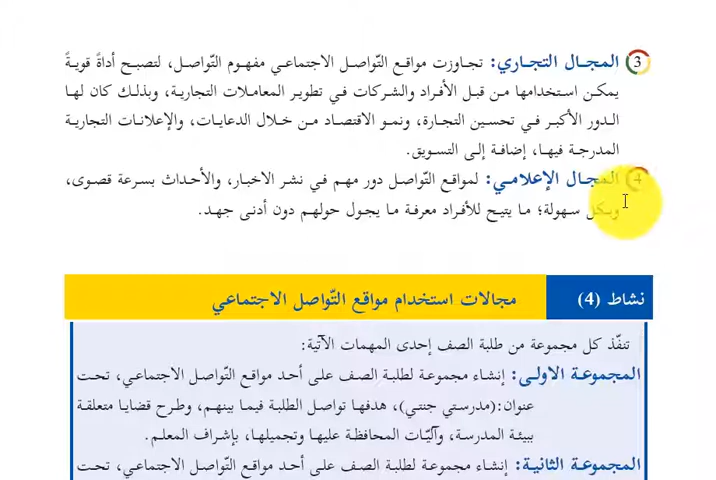 3 المجال التجاري: تجاوزت مواقع التّواصل الاجتماعي مفهوم التّواصل، لتصبح أداةً قويةً
يمكن استخدامها من قبل الأفراد والشركات في تطوير المعاملات التجارية، وبذلك كان لها
الدور الأكبر في تحسين التجارة، ونمو الاقتصاد من خلال الدعايات، والإعلانات التجارية
المدرجة فيها، إضافة إلى التسويق.
4 المجال الإعلامي: لمواقع التّواصل دور مهم في نشر الاخبار، والأحداث بسرعة قصوى،
وبكل سهولة؛ ما يتيح للأفراد معرفة ما يجول حولهم دون أدنى جهد.
نشاط (4) مجالات استخدام مواقع التّواصل الاجتماعي
تنفّذ كل مجموعة من طلبة الصف إحدى المهمات الآتية:
المجموعة الاولى: إنشاء مجموعة لطلبة الصف على أحد مواقع التّواصل الاجتماعي، تحت
عنوان:(مدرستي جنتي)، هدفها تواصل الطلبة فيما بينهم، وطرح قضايا متعلقة
ببيئة المدرسة، وآليّات المحافظة عليها وتجميلها، بإشراف المعلم.
المجموعة الثانية: إنشاء مجموعة لطلبة الصف على أحد مواقع التّواصل الاجتماعي، تحت